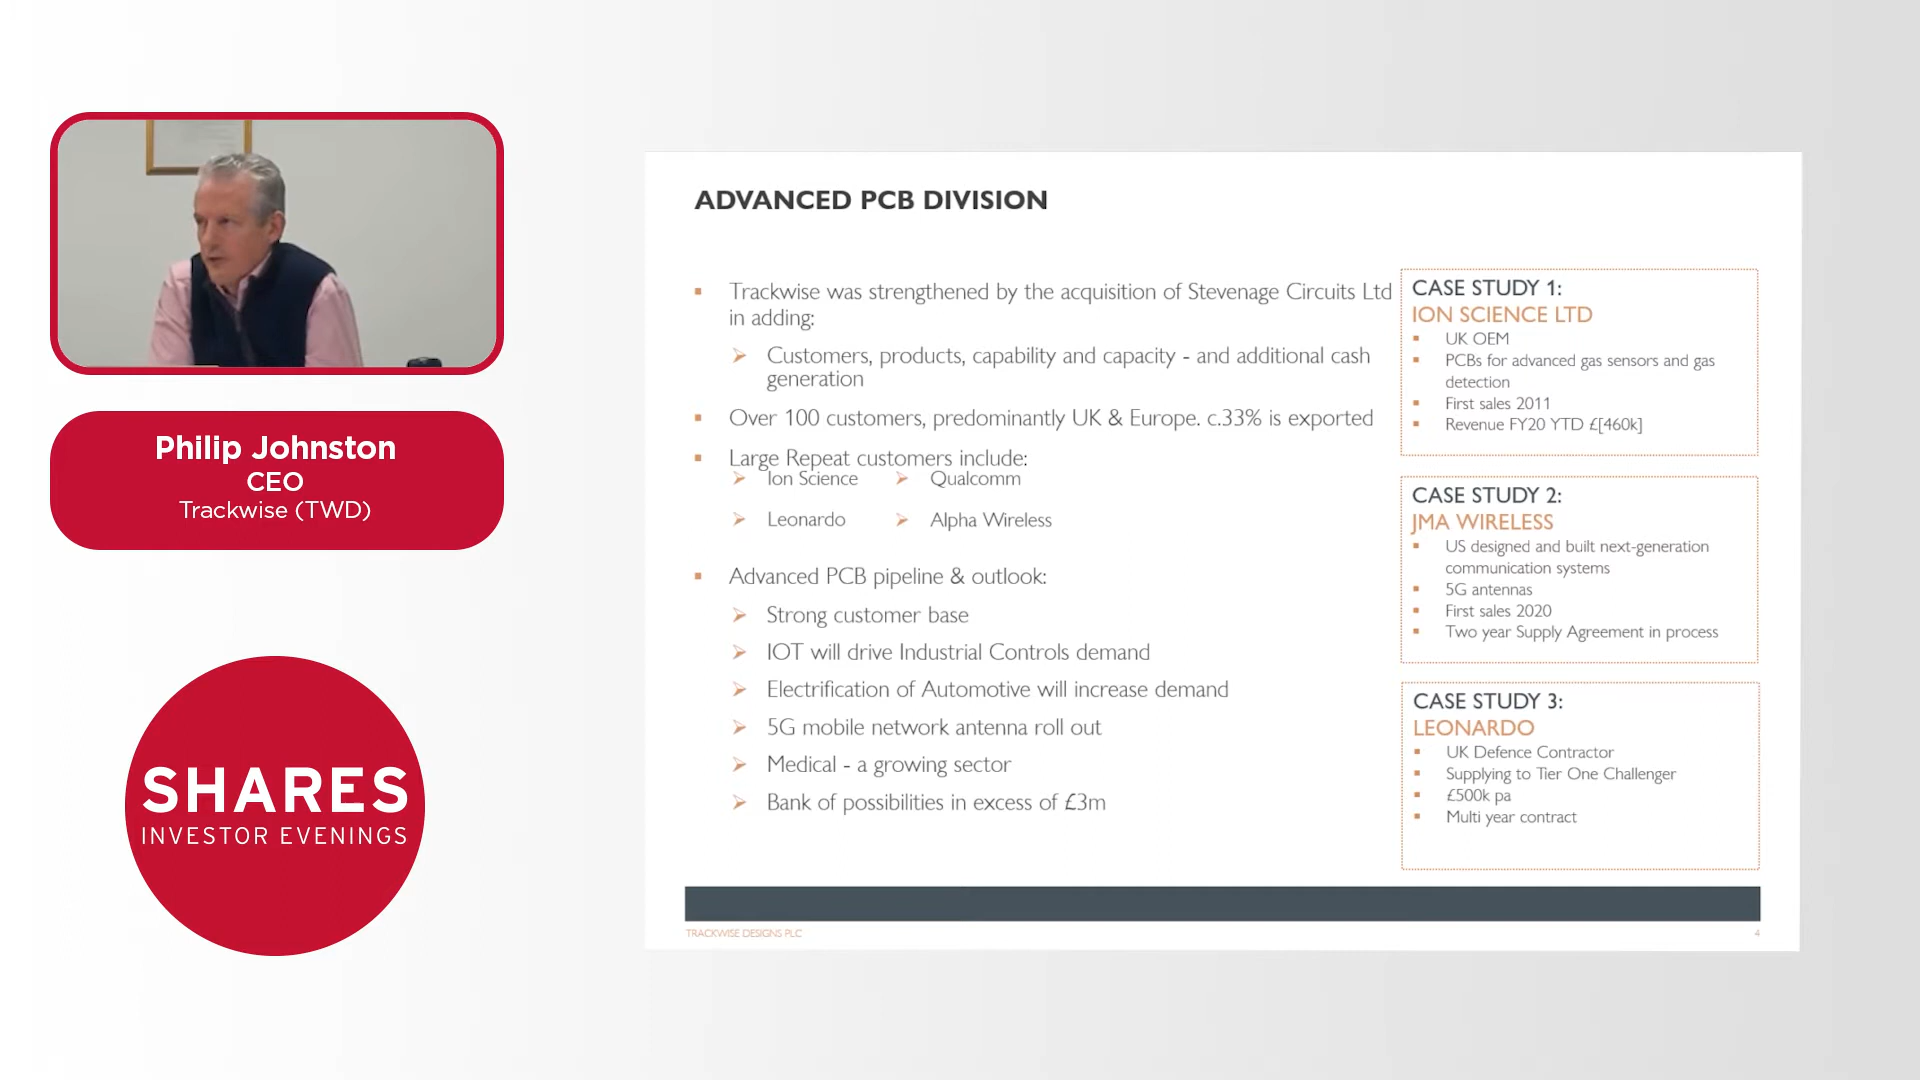 Philip Johnston
CEO
Trackwise (TWD)
SHARES
INVESTOR EVENINGS
ADVANCED PCB DIVISION
Trackwise was strengthened by the acquisition of Stevenage Circuits Ltd
in adding:
Customers, products, capability and capacity - and additional cash
generation
Over 100 customers, predominantly UK & Europe. c.33% is exported
Large Repeat customers include:
Ion Science
Qualcomm
Leonardo
Alpha Wireless
Advanced PCB pipeline & outlook:
Strong customer base
IOT will drive Industrial Controls demand
Electrification of Automotive will increase demand
5G mobile network antenna roll out
Medical - a growing sector
Bank of possibilities in excess of £3m
CASE STUDY 1:
ION SCIENCE LTD
UK OEM
PCBs for advanced gas sensors and gas
detection
First sales 2011
Revenue FY20 YTD £[460k]
CASE STUDY 2:
JMA WIRELESS
US designed and built next-generation
communication systems
5G antennas
First sales 2020
Two year Supply Agreement in process
CASE STUDY 3:
LEONARDO
UK Defence Contractor
Supplying to Tier One Challenger
£500k pa
Multi year contract
TRACKWISE DESIGNS PLC
4